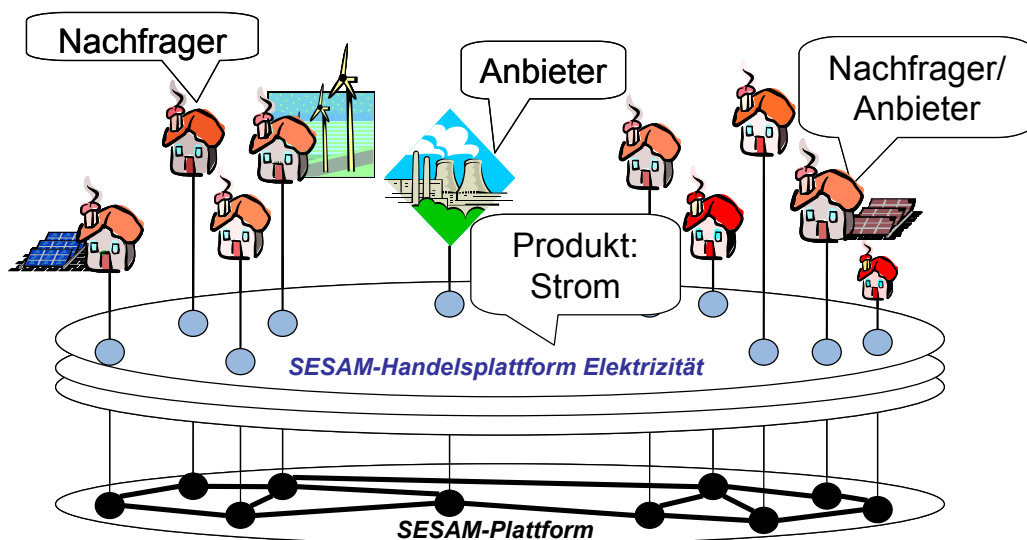 Nachfrager
Anbieter
Nachfrager/
Anbieter
Produkt:
Strom
SESAM-Handelsplattform Elektrizität
SESAM-Plattform